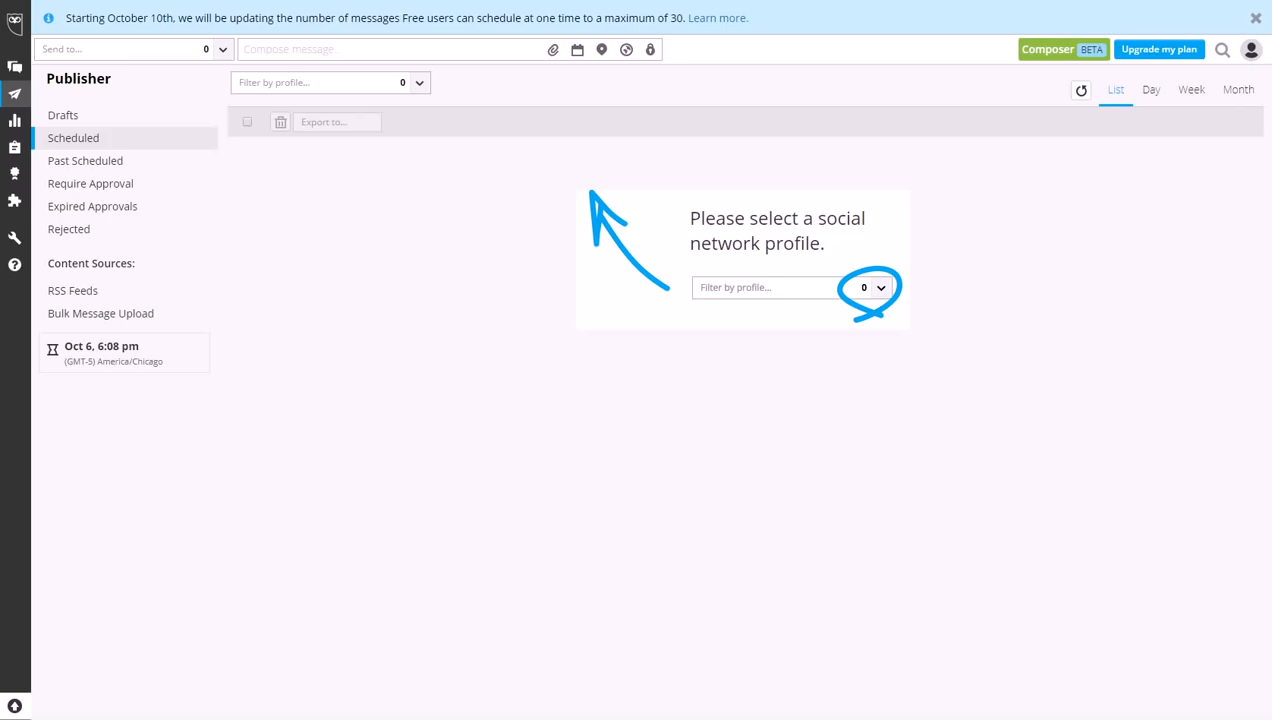 Starting October 10th, we will be updating the number of messages Free users can schedule at one time to a maximum of 30. Learn more.
Send to... 0
Compose message...
Composer BETA
Upgrade my plan
Publisher
Filter by profile... 0
List Day Week Month
Drafts
Export to...
Scheduled
Past Scheduled
Require Approval
Expired Approvals
Rejected
Please select a social
network profile.
Filter by profile... 0
Content Sources:
RSS Feeds
Bulk Message Upload
Oct 6, 6:08 pm
(GMT-5) America/Chicago